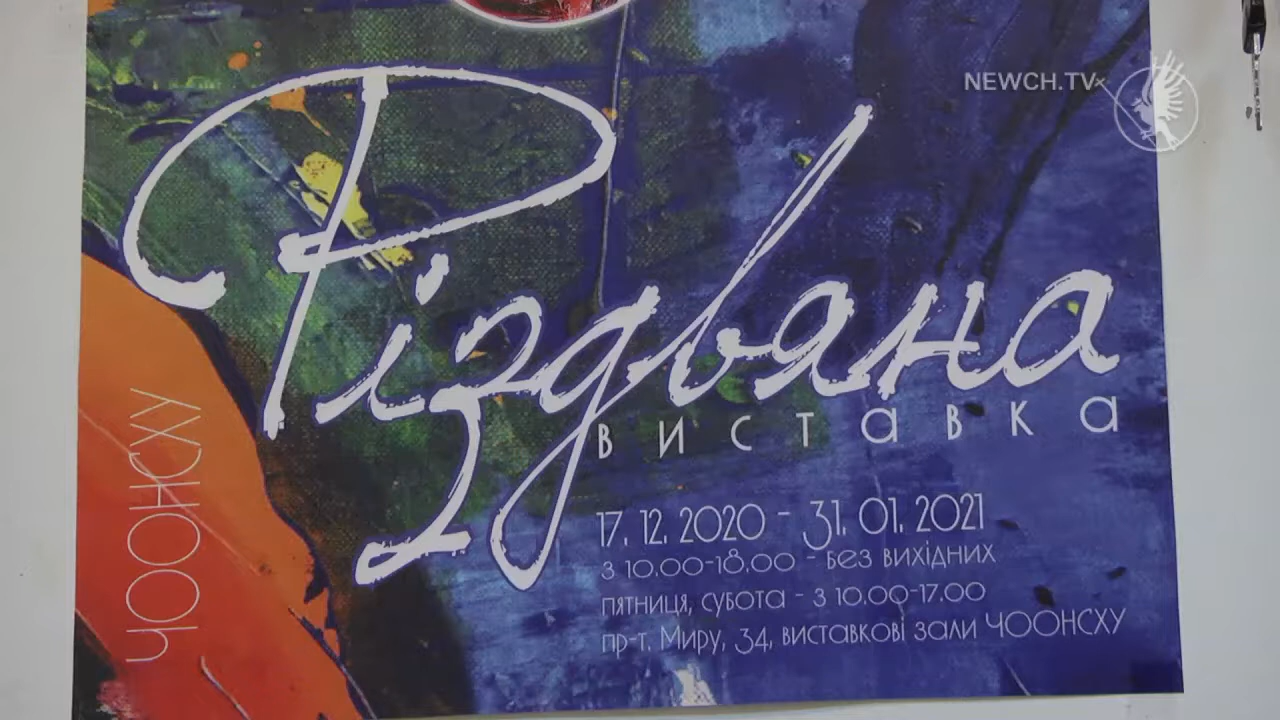 NEWCH.TV
Різдвяна
виставка
ЧООНСХУ
17. 12. 2020 - 31. 01. 2021
з 10.00-18.00 - без вихідних
п'ятниця, субота - з 10.00-17.00
пр-т. Миру, 34, виставкові зали ЧООНСХУ